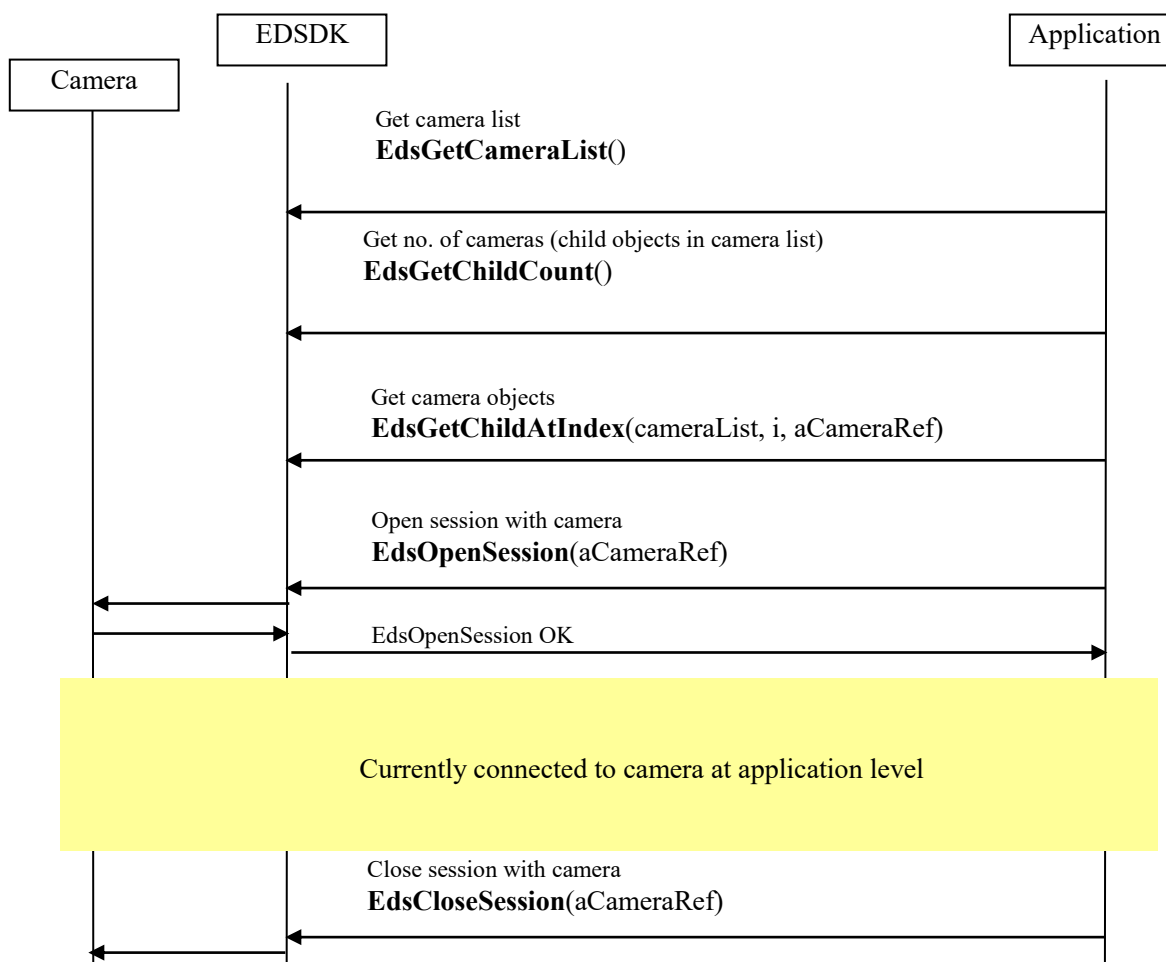 EDSDK
Application
Camera
Get camera list
EdsGetCameraList()
Get no. of cameras (child objects in camera list)
EdsGetChildCount()
Get camera objects
EdsGetChildAtIndex(cameraList, i, aCameraRef)
Open session with camera
EdsOpenSession(aCameraRef)
EdsOpenSession OK
Currently connected to camera at application level
Close session with camera
EdsCloseSession(aCameraRef)